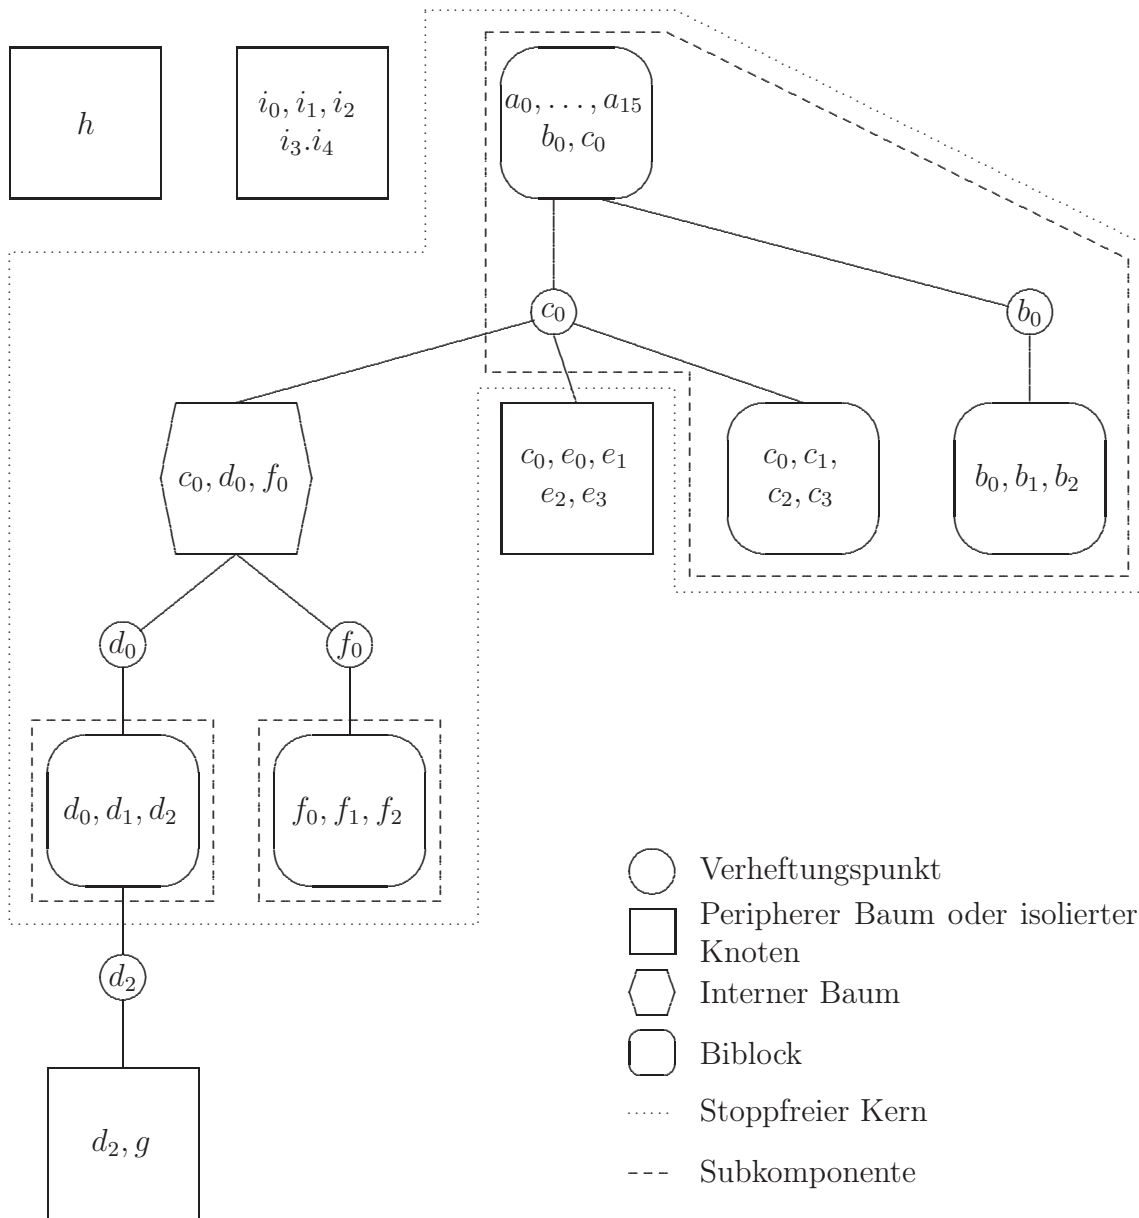 h
i₀, i₁, i₂
i₃.i₄
a₀, . . . , a₁₅
b₀, c₀
c₀
b₀
c₀, d₀, f₀
c₀, e₀, e₁
e₂, e₃
c₀, c₁,
c₂, c₃
b₀, b₁, b₂
d₀
f₀
d₀, d₁, d₂
f₀, f₁, f₂
d₂
d₂, g
Verheftungspunkt
Peripherer Baum oder isolierter
Knoten
Interner Baum
Biblock
Stoppfreier Kern
Subkomponente